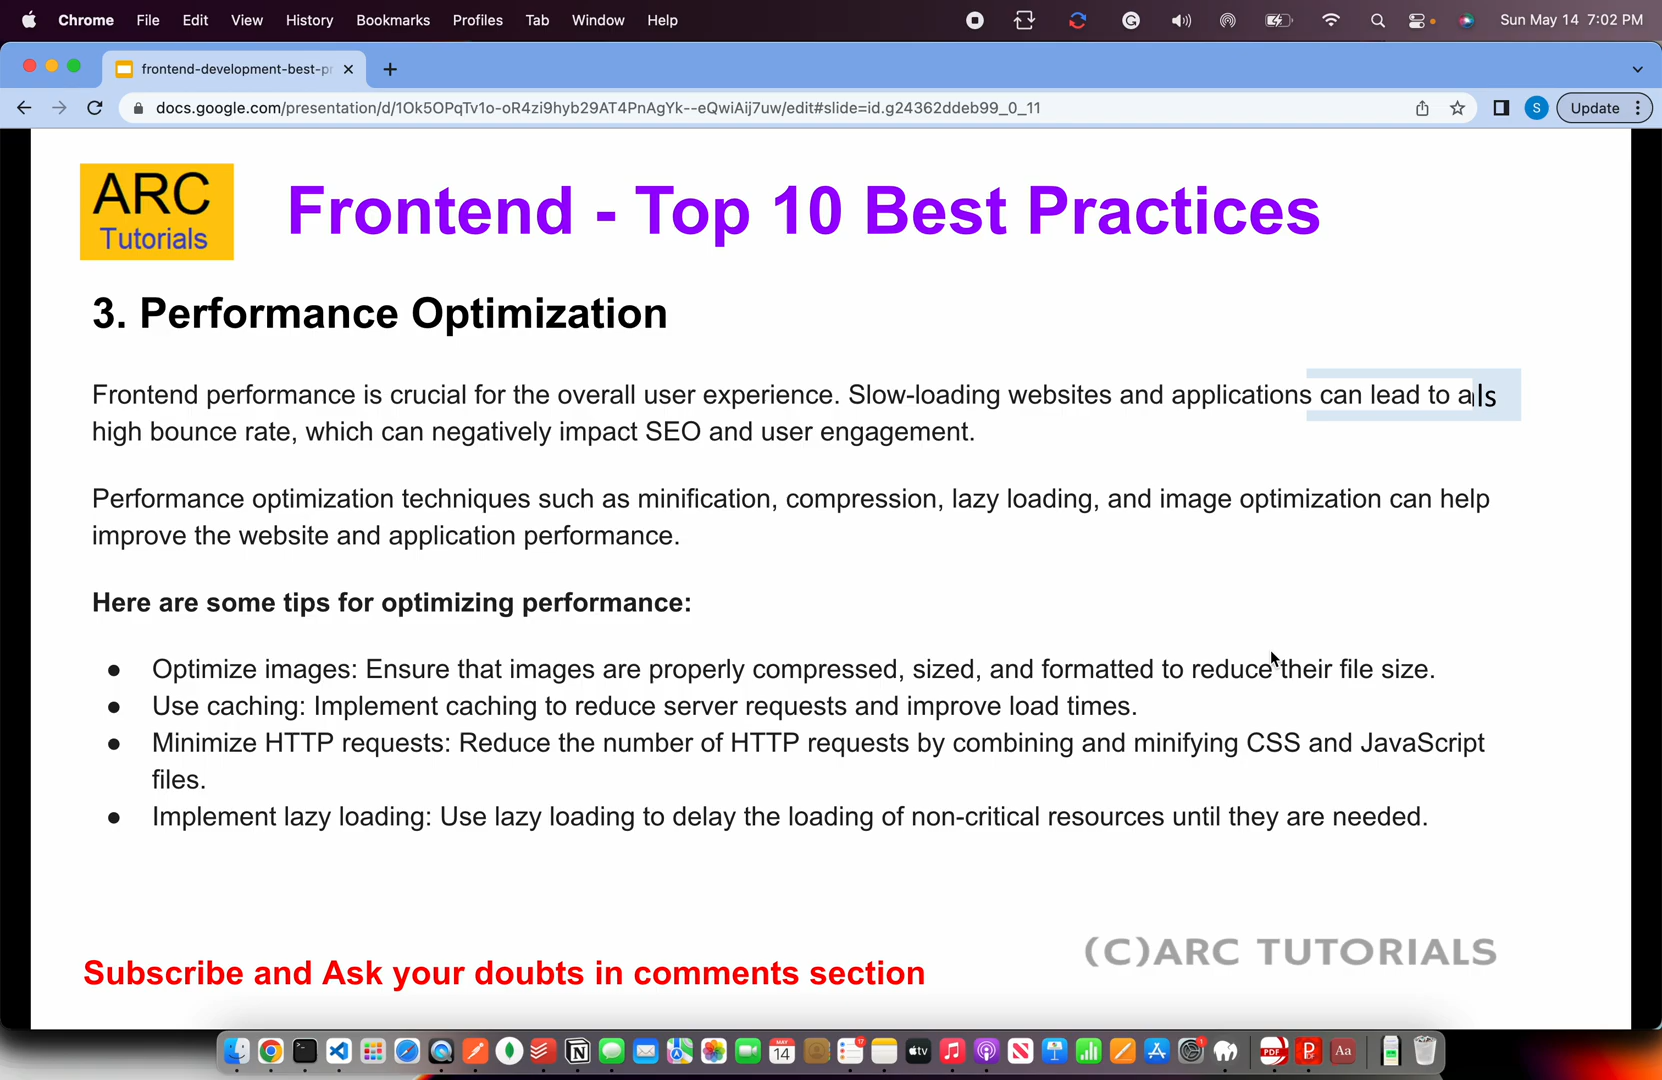 Chrome File Edit View History Bookmarks Profiles Tab Window Help Sun May 14 7:02 PM
frontend-development-best-pr
docs.google.com/presentation/d/1Ok5OPqTv1o-oR4zi9hyb29AT4PnAgYk--eQwiAij7uw/edit#slide=id.g24362ddeb99_0_11 S Update
ARC
Tutorials
Frontend - Top 10 Best Practices
3. Performance Optimization
Frontend performance is crucial for the overall user experience. Slow-loading websites and applications can lead to a
high bounce rate, which can negatively impact SEO and user engagement.
Performance optimization techniques such as minification, compression, lazy loading, and image optimization can help
improve the website and application performance.
Here are some tips for optimizing performance:
● Optimize images: Ensure that images are properly compressed, sized, and formatted to reduce their file size.
● Use caching: Implement caching to reduce server requests and improve load times.
● Minimize HTTP requests: Reduce the number of HTTP requests by combining and minifying CSS and JavaScript
files.
● Implement lazy loading: Use lazy loading to delay the loading of non-critical resources until they are needed.
(C)ARC TUTORIALS
Subscribe and Ask your doubts in comments section
MAY
14
17
tv
1
PDF
Aa